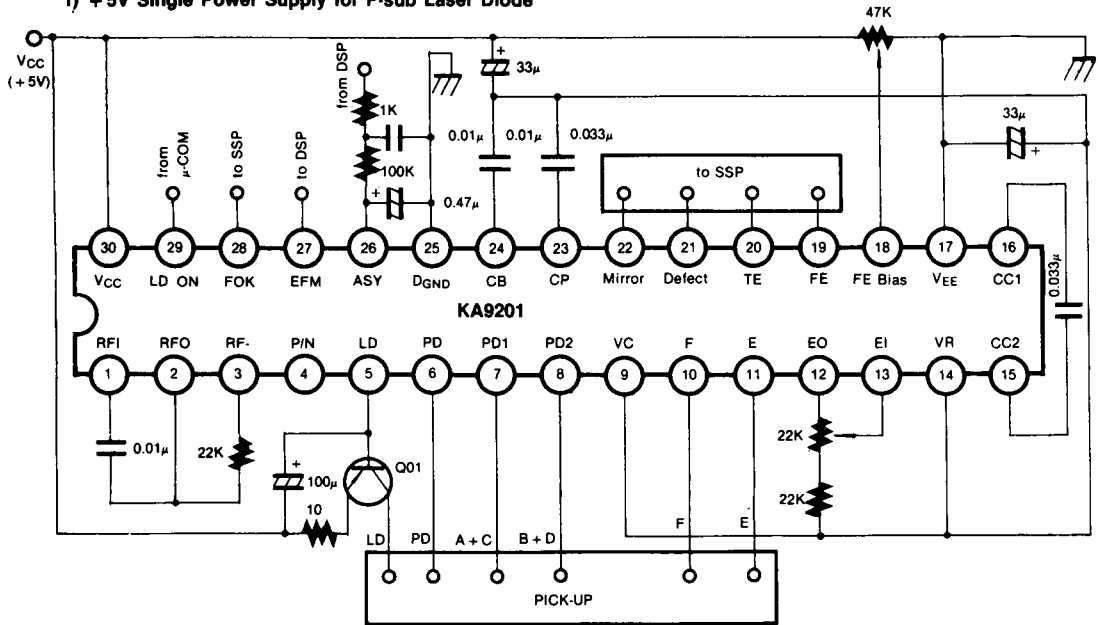 i) +5V Single Power Supply for P-sub Laser Diode
47K
VCC
(+5V)
from DSP
33μ
1K
0.01μ
0.01μ
0.033μ
33μ
+
from
μ-COM
to SSP
to DSP
100K
+
0.47μ
to SSP
30 29 28 27 26 25 24 23 22 21 20 19 18 17 16
VCC LD ON FOK EFM ASY DGND CB CP Mirror Defect TE FE FE Bias VEE CC1
0.033μ
KA9201
RFI RFO RF- P/N LD PD PD1 PD2 VC F E EO EI VR CC2
1 2 3 4 5 6 7 8 9 10 11 12 13 14 15
0.01μ
22K
+
100μ
Q01
22K
10
22K
LD PD A+C B+D F E
PICK-UP